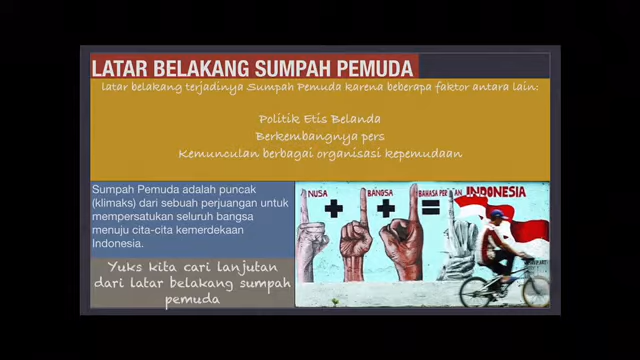 LATAR BELAKANG SUMPAH PEMUDA
latar belakang terjadinya Sumpah Pemuda karena beberapa faktor antara lain:
Politik Etis Belanda
Berkembangnya pers
Kemunculan berbagai organisasi kepemudaan
Sumpah Pemuda adalah puncak
(klimaks) dari sebuah perjuangan untuk
mempersatukan seluruh bangsa
menuju cita-cita kemerdekaan
Indonesia.
Yuks kita cari lanjutan
dari latar belakang sumpah
pemuda
NUSA + BANGSA + BAHASA = INDONESIA